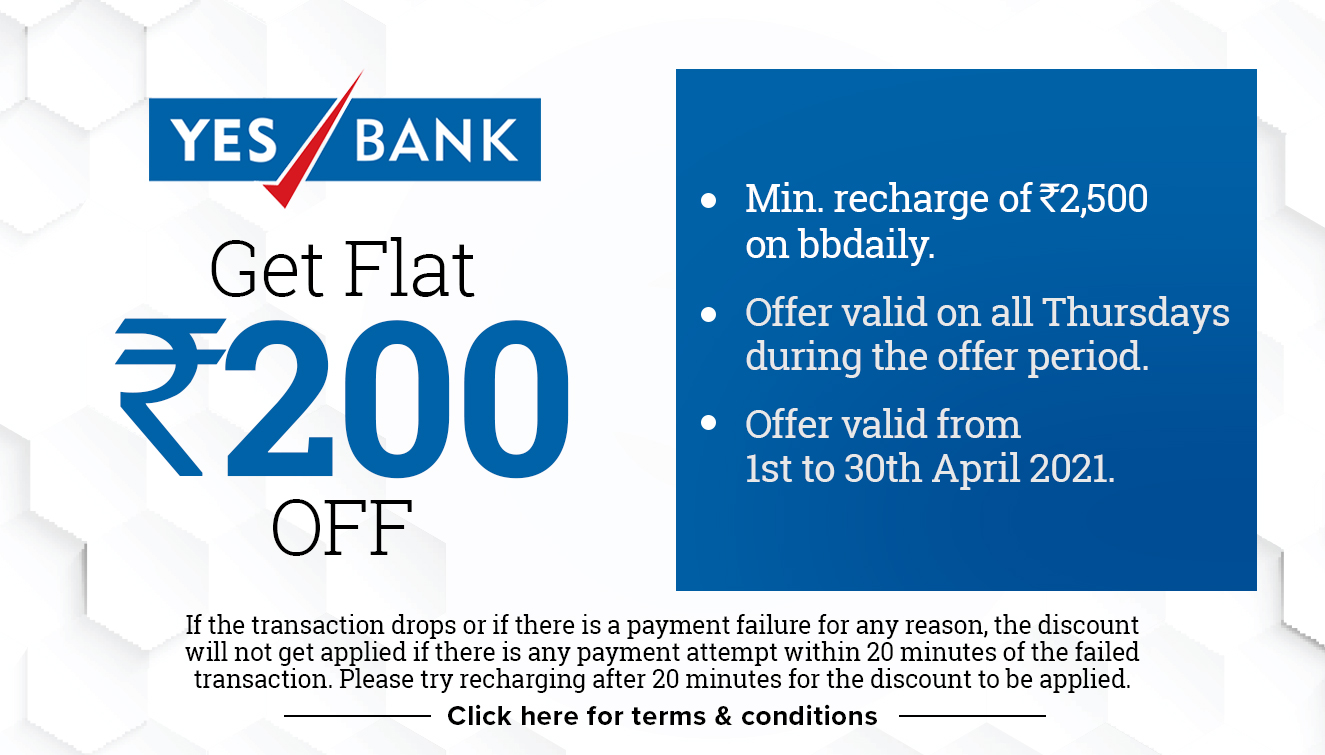 YES BANK
Get Flat
₹200
OFF
• Min. recharge of ₹2,500
on bbdaily.
• Offer valid on all Thursdays
during the offer period.
• Offer valid from
1st to 30th April 2021.
If the transaction drops or if there is a payment failure for any reason, the discount
will not get applied if there is any payment attempt within 20 minutes of the failed
transaction. Please try recharging after 20 minutes for the discount to be applied.
Click here for terms & conditions